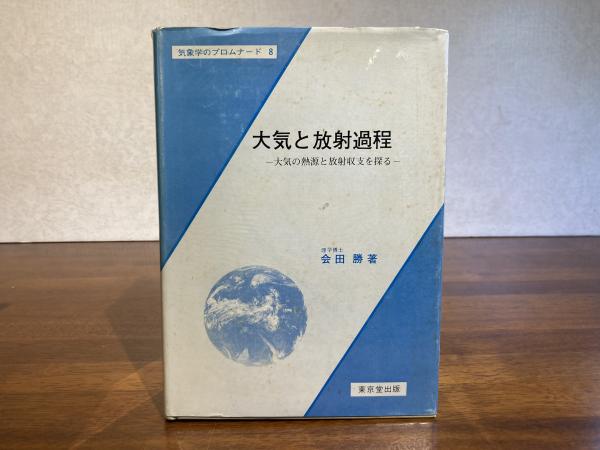 気象学のプロムナード 8
大気と放射過程
―大気の熱源と放射収支を探る―
理学博士
会田 勝 著
東京堂出版